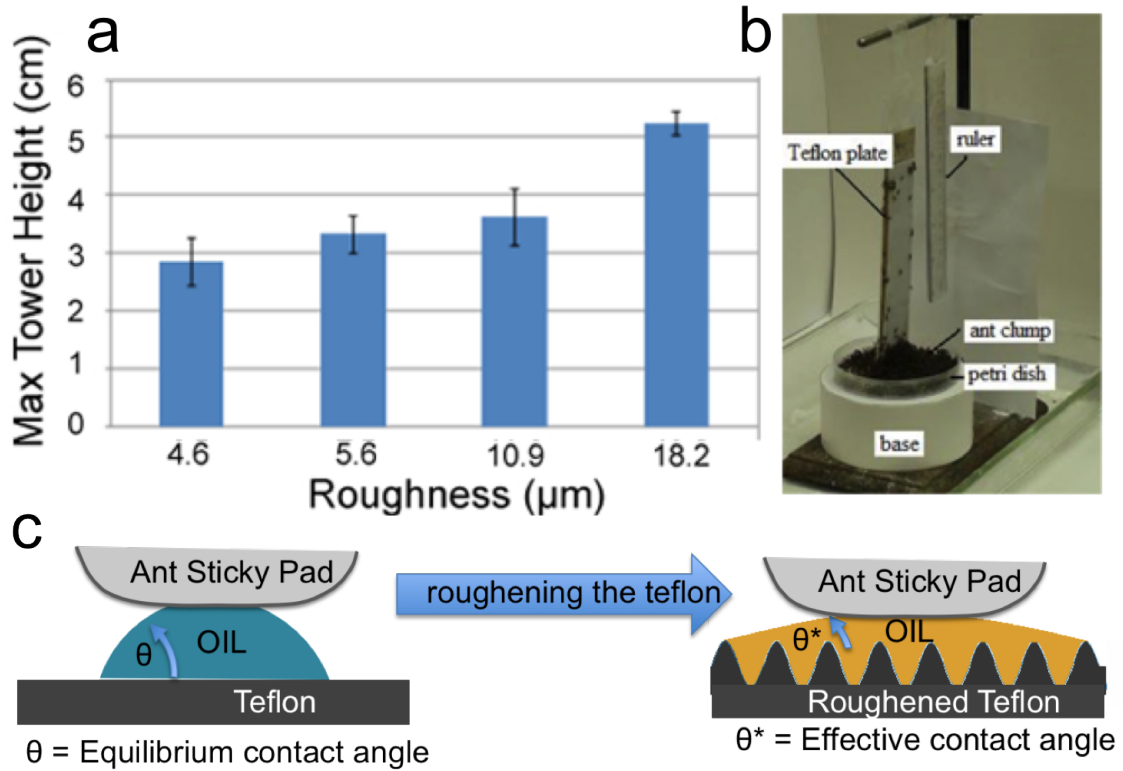 a
Max Tower Height (cm)
6
5
4
3
2
1
0
4.6 5.6 10.9 18.2
Roughness (µm)
b
Teflon plate
ruler
ant clump
petri dish
base
c
Ant Sticky Pad
θ
OIL
Teflon
θ = Equilibrium contact angle
roughening the teflon
Ant Sticky Pad
θ*
OIL
Roughened Teflon
θ* = Effective contact angle